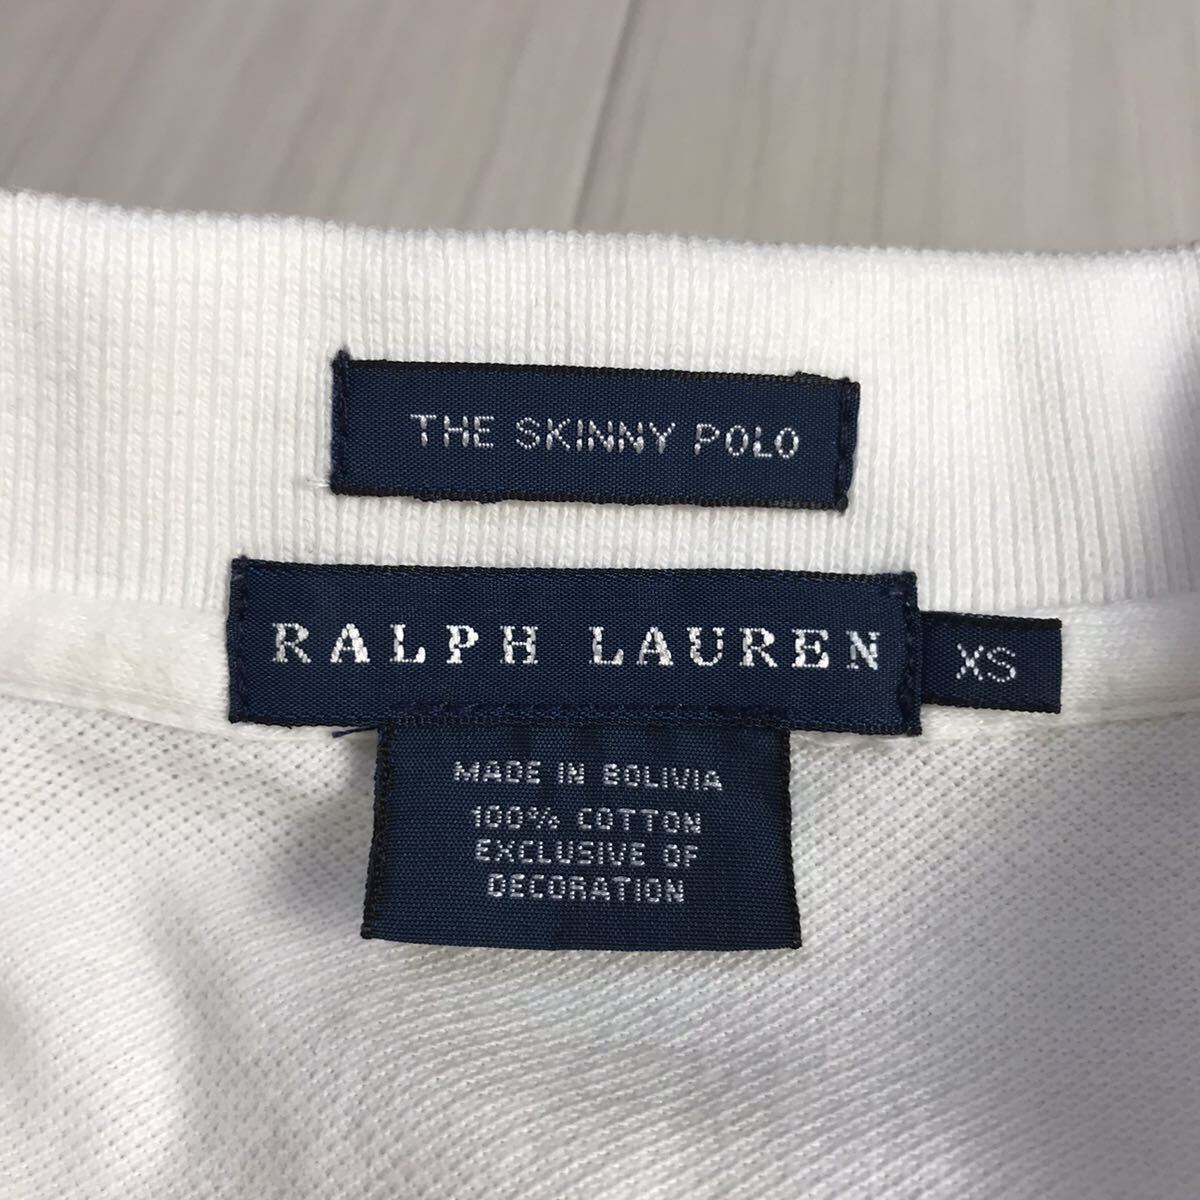 THE SKINNY POLO
RALPH LAUREN
XS
MADE IN BOLIVIA
100% COTTON
EXCLUSIVE OF
DECORATION